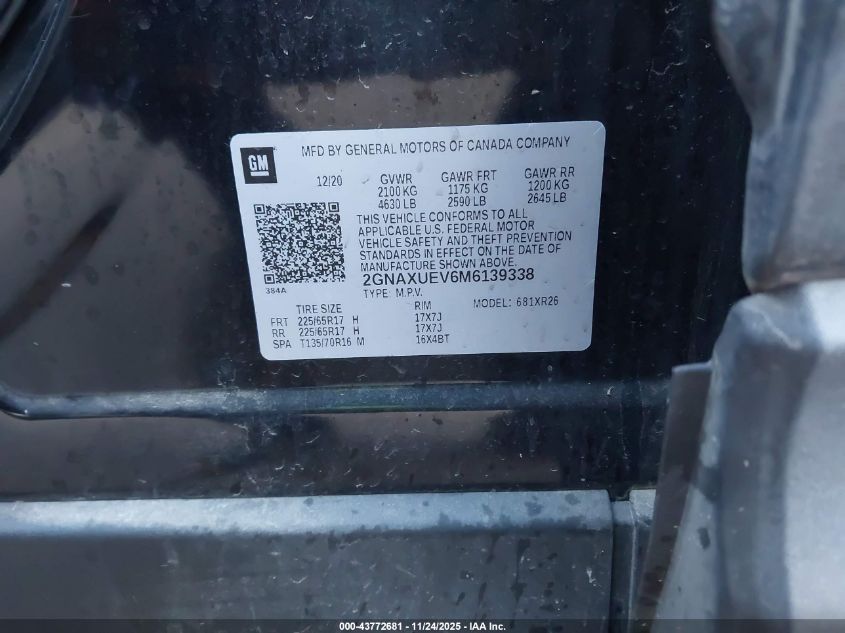 GM
MFD BY GENERAL MOTORS OF CANADA COMPANY
12/20 GVWR GAWR FRT GAWR RR
2100 KG 1175 KG 1200 KG
4630 LB 2590 LB 2645 LB
THIS VEHICLE CONFORMS TO ALL
APPLICABLE U.S. FEDERAL MOTOR
VEHICLE SAFETY AND THEFT PREVENTION
STANDARDS IN EFFECT ON THE DATE OF
MANUFACTURE SHOWN ABOVE.
384A 2GNAXUEV6M6139338
TYPE: M.P.V. MODEL: 681XR26
TIRE SIZE RIM
FRT 225/65R17 H 17X7J
RR 225/65R17 H 17X7J
SPA T135/70R16 M 16X4BT
000-43772681 - 11/24/2025 - IAA Inc.